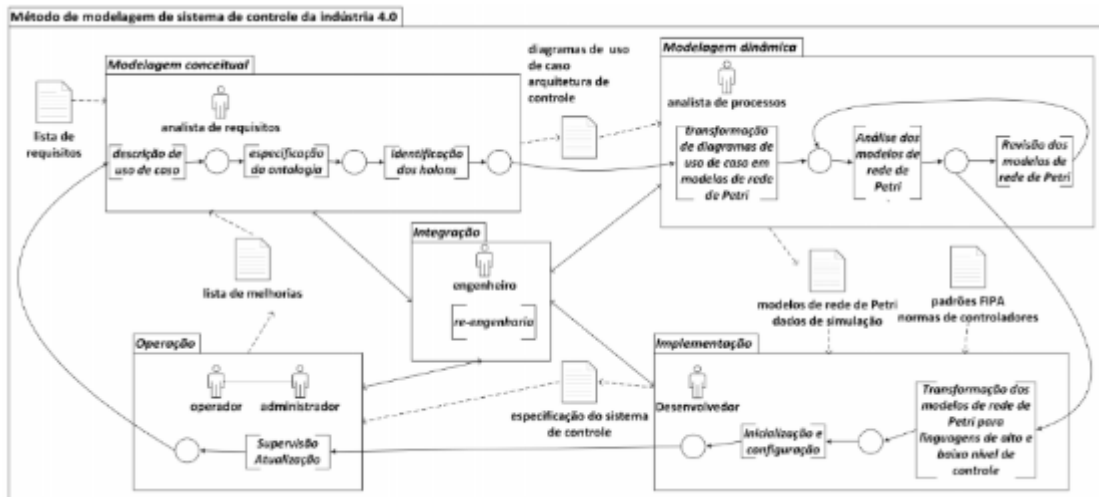 Método de modelagem de sistema de controle da indústria 4.0
Modelagem conceitual
lista de
requisitos
analista de requisitos
descrição de
uso de caso
especificação
da ontologia
identificação
dos holons
diagramas de uso
de caso
arquitetura de
controle
Modelagem dinâmica
analista de processos
transformação
de diagramas de
uso de caso em
modelos de rede
de Petri
Análise dos
modelos de
rede de
Petri
Revisão dos
modelos de
rede de Petri
Integração
engenheiro
re-engenharia
lista de melhorias
modelos de rede de Petri
dados de simulação
padrões FIPA
normas de controladores
Operação
operador
administrador
Supervisão
Atualização
especificação do sistema
de controle
Implementação
Desenvolvedor
Inicialização e
configuração
Transformação dos
modelos de rede de
Petri para
linguagens de alto e
baixo nível de
controle